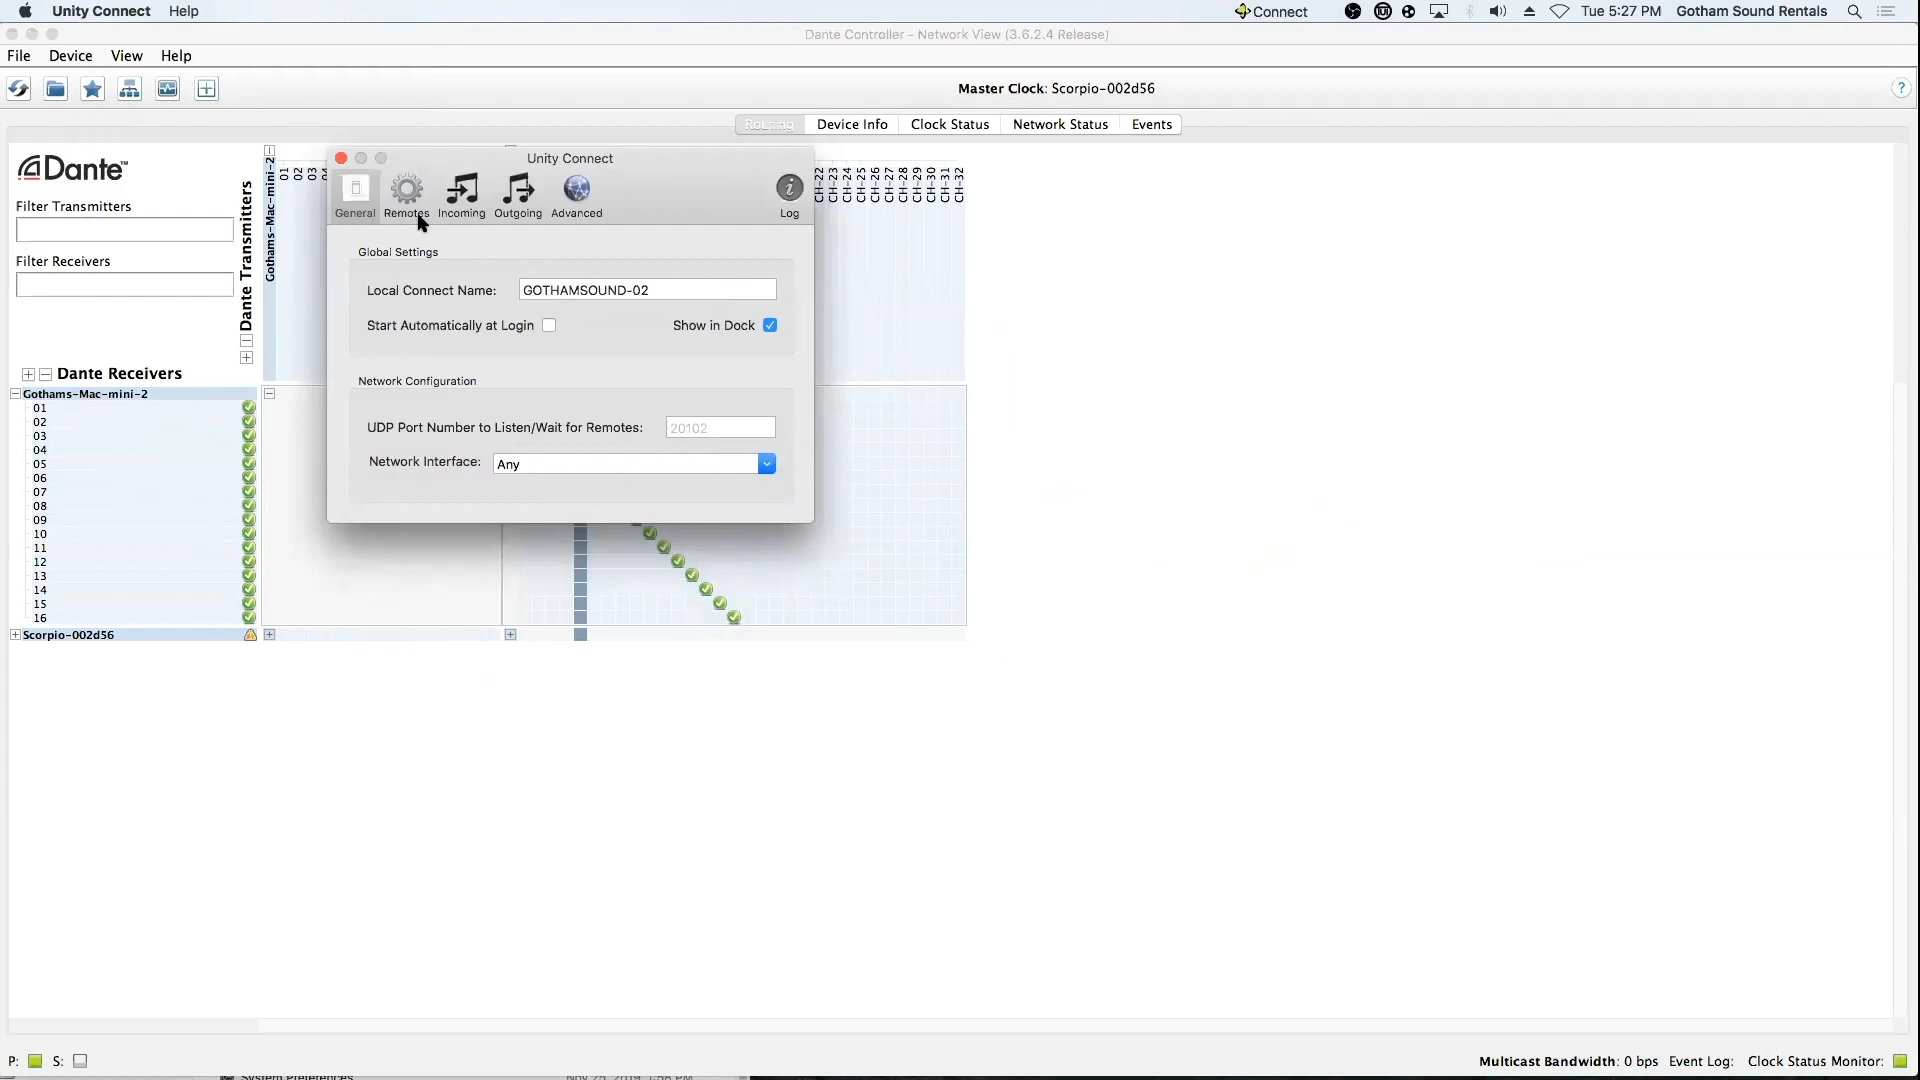 Unity Connect Help
Connect Tue 5:27 PM Gotham Sound Rentals
Dante Controller - Network View (3.6.2.4 Release)
File Device View Help
Master Clock: Scorpio-002d56
?
Routing Device Info Clock Status Network Status Events
Dante™
Filter Transmitters
Filter Receivers
Dante Transmitters
Gothams-Mac-mini-2
01
02
03
CH-22
CH-23
CH-24
CH-25
CH-26
CH-27
CH-28
CH-29
CH-30
CH-31
CH-32
Unity Connect
General Remotes Incoming Outgoing Advanced Log
Global Settings
Local Connect Name: GOTHAMSOUND-02
Start Automatically at Login Show in Dock
Network Configuration
UDP Port Number to Listen/Wait for Remotes: 20102
Network Interface: Any
Dante Receivers
Gothams-Mac-mini-2
01
02
03
04
05
06
07
08
09
10
11
12
13
14
15
16
Scorpio-002d56
P: S:
Multicast Bandwidth: 0 bps Event Log: Clock Status Monitor: